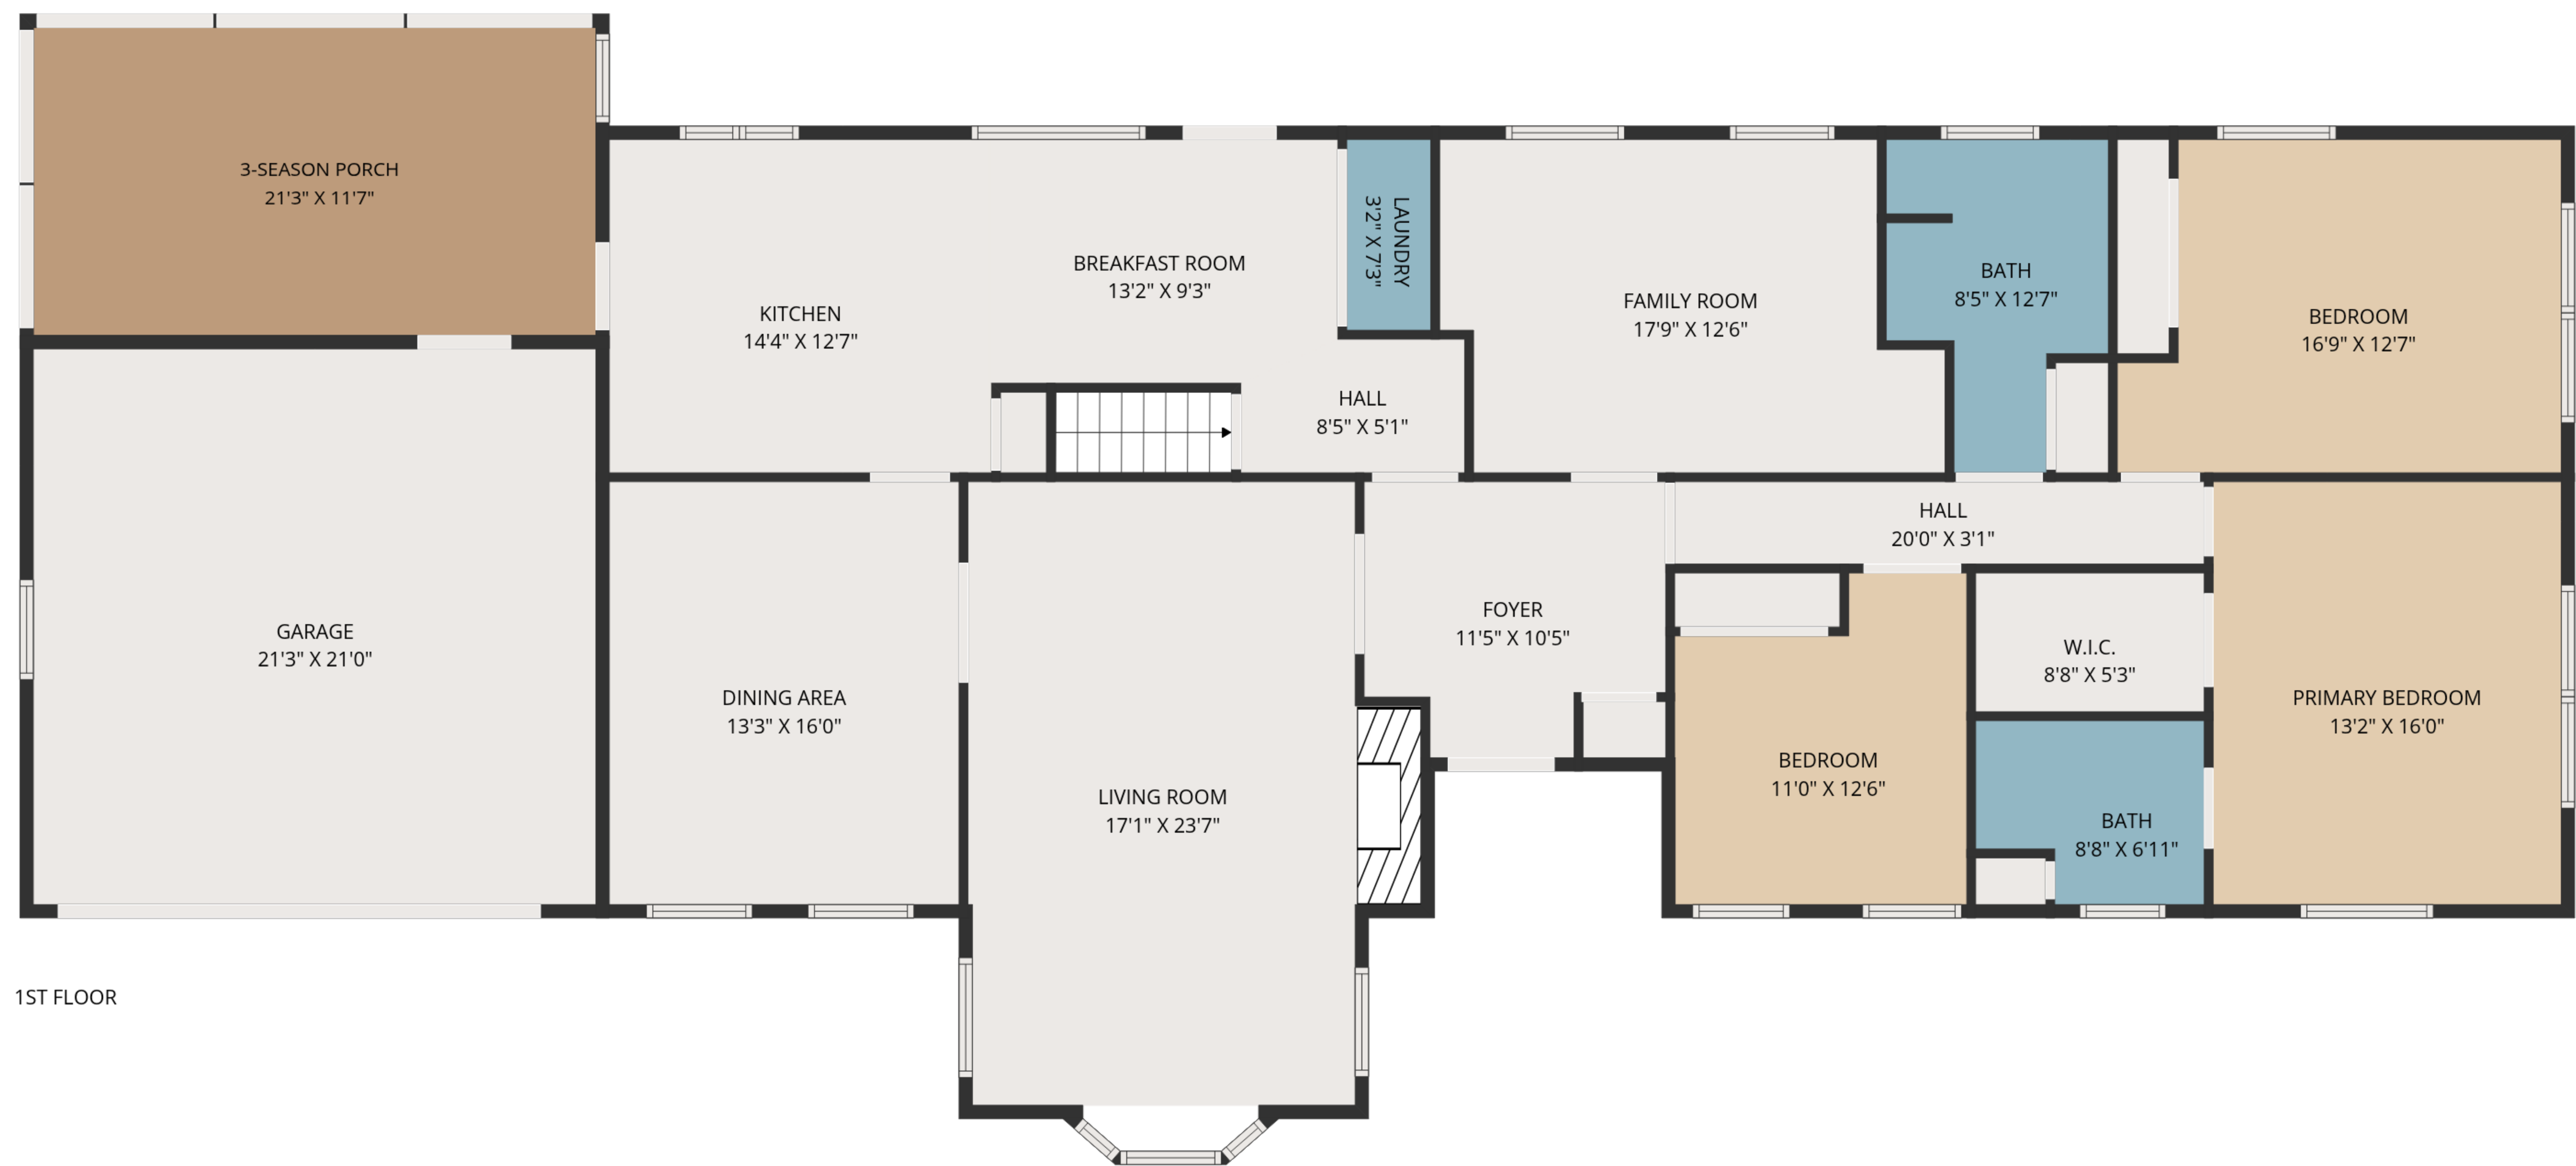 3-SEASON PORCH
21'3" X 11'7"
KITCHEN
14'4" X 12'7"
BREAKFAST ROOM
13'2" X 9'3"
LAUNDRY
3'2" X 7'3"
HALL
8'5" X 5'1"
FAMILY ROOM
17'9" X 12'6"
BATH
8'5" X 12'7"
BEDROOM
16'9" X 12'7"
GARAGE
21'3" X 21'0"
DINING AREA
13'3" X 16'0"
LIVING ROOM
17'1" X 23'7"
FOYER
11'5" X 10'5"
HALL
20'0" X 3'1"
BEDROOM
11'0" X 12'6"
W.I.C.
8'8" X 5'3"
BATH
8'8" X 6'11"
PRIMARY BEDROOM
13'2" X 16'0"
1ST FLOOR